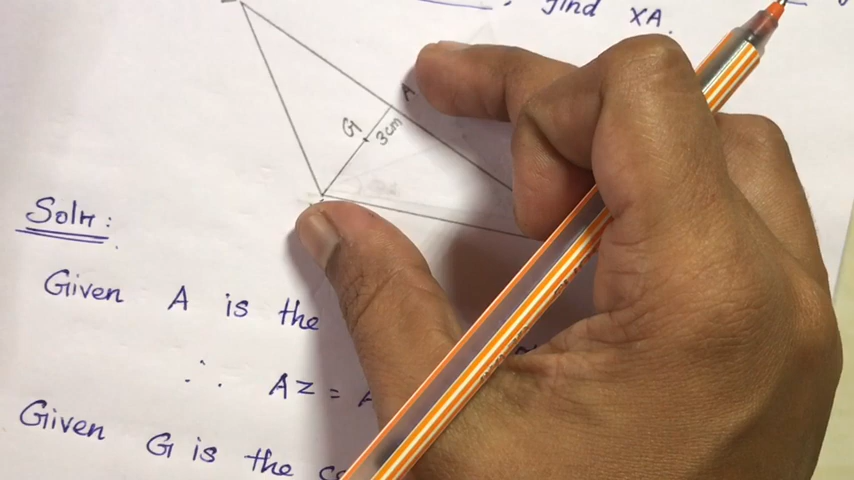 , find XA.
A
G
3cm
Soln:
Given A is the
∴ AZ =
Given G is the